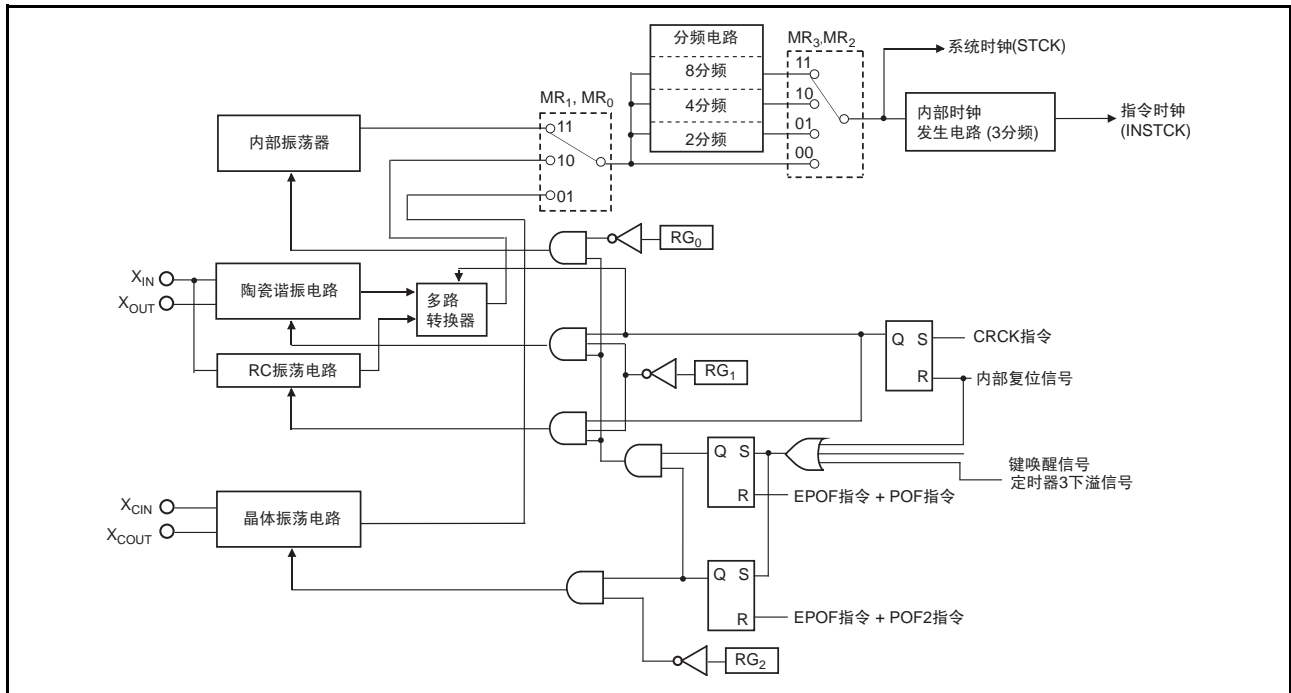 分频电路
8分频
4分频
2分频
MR3,MR2
11
10
01
00
系统时钟(STCK)
内部时钟
发生电路 (3分频)
指令时钟
(INSTCK)
MR1, MR0
11
10
01
内部振荡器
RG0
XIN
XOUT
陶瓷谐振电路
多路
转换器
RC振荡电路
RG1
Q S
R
CRCK指令
内部复位信号
Q S
R
EPOF指令 + POF指令
键唤醒信号
定时器3下溢信号
XCIN
XCOUT
晶体振荡电路
Q S
R
EPOF指令 + POF2指令
RG2